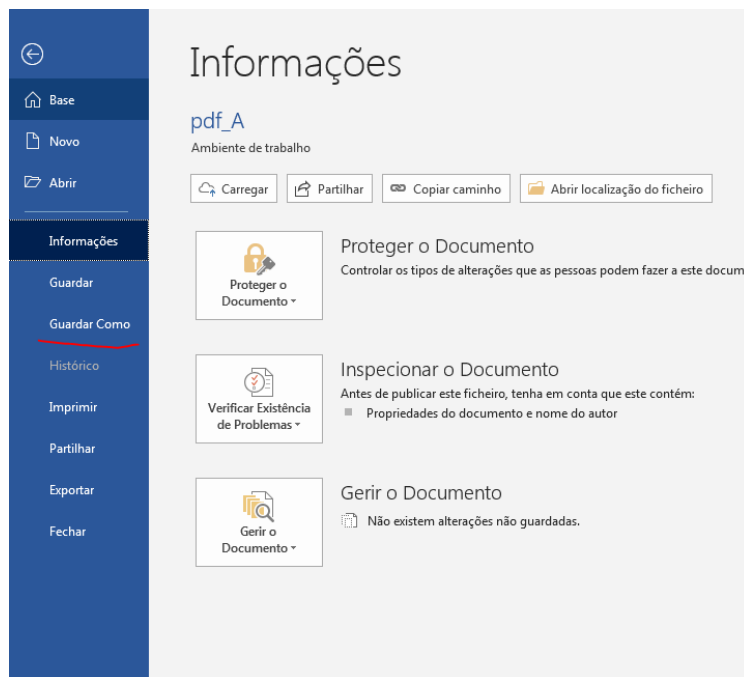 Base
Novo
Abrir
Informações
Guardar
Guardar Como
Histórico
Imprimir
Partilhar
Exportar
Fechar
Informações
pdf_A
Ambiente de trabalho
Carregar
Partilhar
Copiar caminho
Abrir localização do ficheiro
Proteger o
Documento
Proteger o Documento
Controlar os tipos de alterações que as pessoas podem fazer a este docum
Verificar Existência
de Problemas
Inspecionar o Documento
Antes de publicar este ficheiro, tenha em conta que este contém:
Propriedades do documento e nome do autor
Gerir o
Documento
Gerir o Documento
Não existem alterações não guardadas.